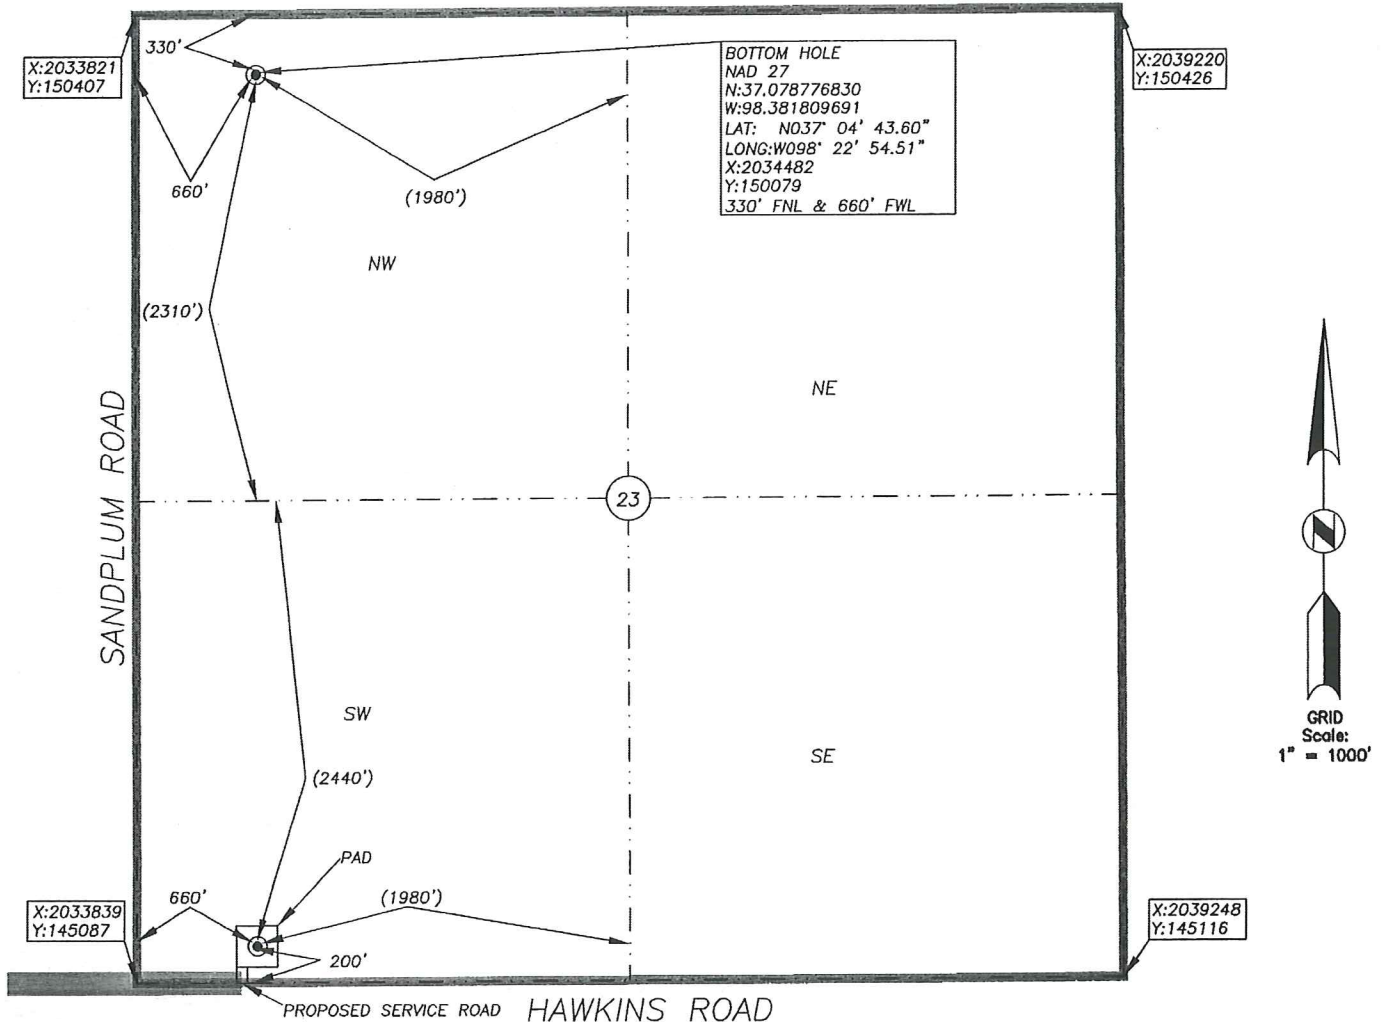 330'
X:2033821
Y:150407
BOTTOM HOLE
NAD 27
N:37.078776830
W:98.381809691
LAT: N037° 04' 43.60"
LONG:W098° 22' 54.51"
X:2034482
Y:150079
330' FNL & 660' FWL
X:2039220
Y:150426
660'
(1980')
NW
(2310')
NE
SANDPLUM ROAD
23
N
SW
GRID
Scale:
1" = 1000'
SE
(2440')
PAD
660'
(1980')
X:2033839
Y:145087
X:2039248
Y:145116
200'
PROPOSED SERVICE ROAD
HAWKINS ROAD